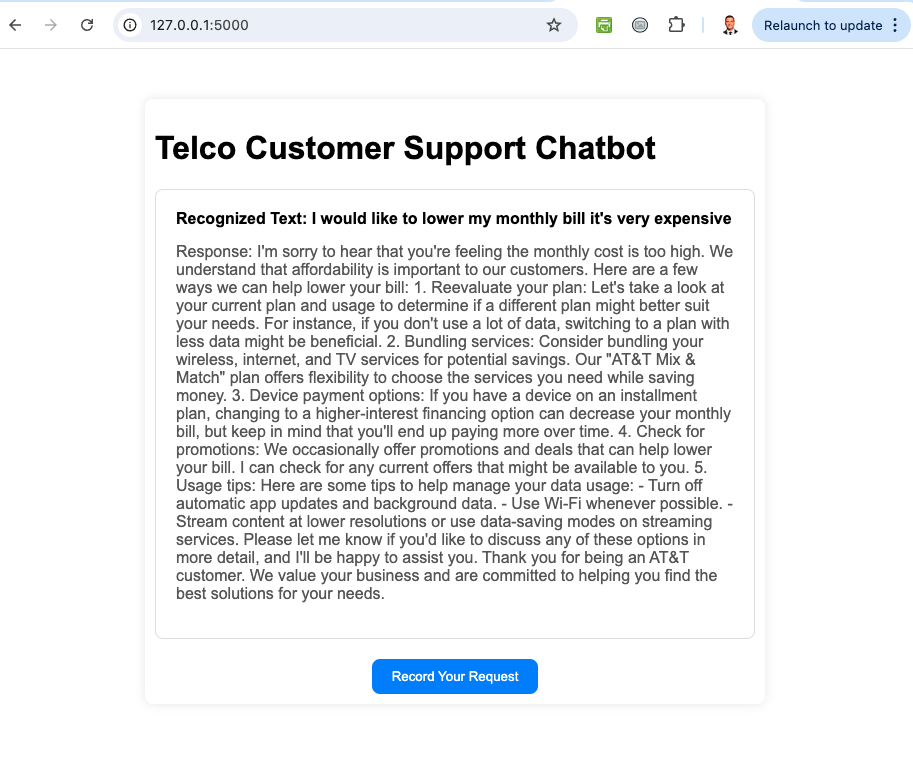 127.0.0.1:5000
Relaunch to update
Telco Customer Support Chatbot
Recognized Text: I would like to lower my monthly bill it's very expensive
Response: I'm sorry to hear that you're feeling the monthly cost is too high. We
understand that affordability is important to our customers. Here are a few
ways we can help lower your bill: 1. Reevaluate your plan: Let's take a look at
your current plan and usage to determine if a different plan might better suit
your needs. For instance, if you don't use a lot of data, switching to a plan with
less data might be beneficial. 2. Bundling services: Consider bundling your
wireless, internet, and TV services for potential savings. Our "AT&T Mix &
Match" plan offers flexibility to choose the services you need while saving
money. 3. Device payment options: If you have a device on an installment
plan, changing to a higher-interest financing option can decrease your monthly
bill, but keep in mind that you'll end up paying more over time. 4. Check for
promotions: We occasionally offer promotions and deals that can help lower
your bill. I can check for any current offers that might be available to you. 5.
Usage tips: Here are some tips to help manage your data usage: - Turn off
automatic app updates and background data. - Use Wi-Fi whenever possible. -
Stream content at lower resolutions or use data-saving modes on streaming
services. Please let me know if you'd like to discuss any of these options in
more detail, and I'll be happy to assist you. Thank you for being an AT&T
customer. We value your business and are committed to helping you find the
best solutions for your needs.
Record Your Request